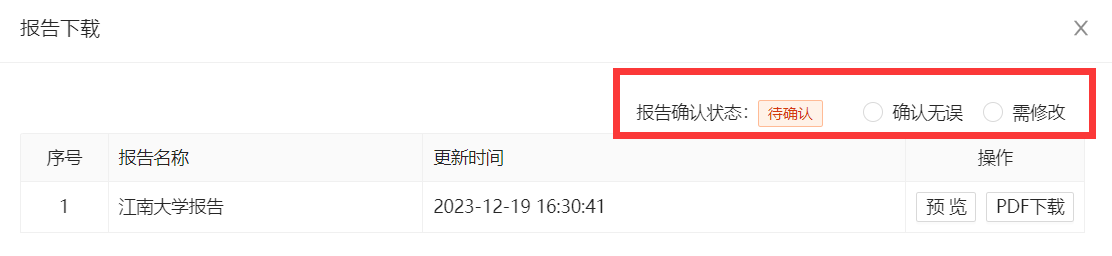 报告下载 X
报告确认状态： 待确认 确认无误 需修改
序号 报告名称 更新时间 操作
1 江南大学报告 2023-12-19 16:30:41 预 览 PDF下载